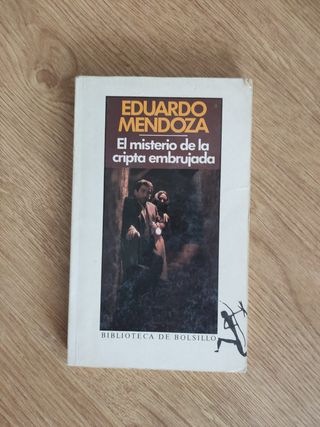 EDUARDO
MENDOZA
El misterio de la
cripta embrujada
BIBLIOTECA DE BOLSILLO